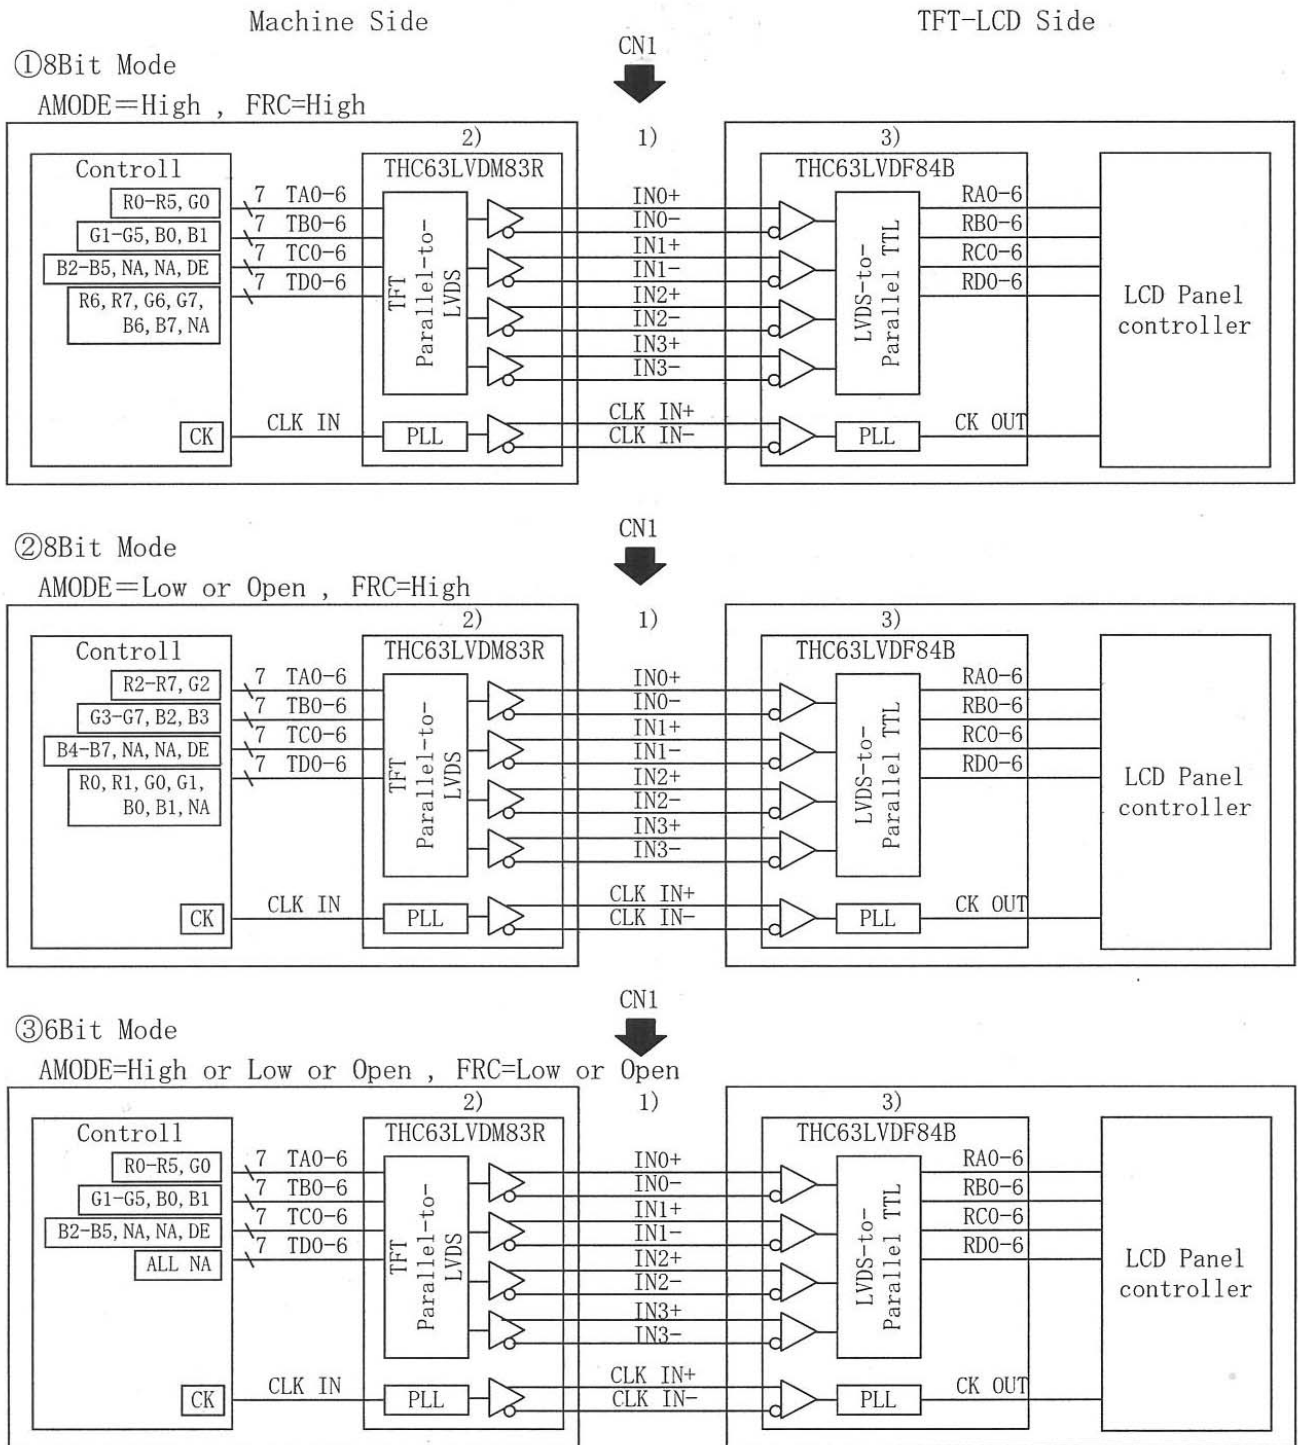 Machine Side
TFT-LCD Side
CN1
①8Bit Mode
AMODE=High , FRC=High
2)
1)
3)
Controll
THC63LVDM83R
THC63LVDF84B
R0-R5, G0
7 TA0-6
IN0+
RA0-6
IN0-
G1-G5, B0, B1
7 TB0-6
IN1+
RB0-6
B2-B5, NA, NA, DE
7 TC0-6
IN1-
RC0-6
R6, R7, G6, G7,
B6, B7, NA
7 TD0-6
IN2+
RD0-6
IN2-
TFT
Parallel-to-
LVDS
LVDS-to-
Parallel TTL
LCD Panel
controller
IN3+
IN3-
CK
CLK IN
PLL
CLK IN+
CLK IN-
PLL
CK OUT
CN1
②8Bit Mode
AMODE=Low or Open , FRC=High
2)
1)
3)
Controll
THC63LVDM83R
THC63LVDF84B
R2-R7, G2
7 TA0-6
IN0+
RA0-6
IN0-
G3-G7, B2, B3
7 TB0-6
IN1+
RB0-6
B4-B7, NA, NA, DE
7 TC0-6
IN1-
RC0-6
R0, R1, G0, G1,
B0, B1, NA
7 TD0-6
IN2+
RD0-6
IN2-
TFT
Parallel-to-
LVDS
LVDS-to-
Parallel TTL
LCD Panel
controller
IN3+
IN3-
CK
CLK IN
PLL
CLK IN+
CLK IN-
PLL
CK OUT
CN1
③6Bit Mode
AMODE=High or Low or Open , FRC=Low or Open
2)
1)
3)
Controll
THC63LVDM83R
THC63LVDF84B
R0-R5, G0
7 TA0-6
IN0+
RA0-6
IN0-
G1-G5, B0, B1
7 TB0-6
IN1+
RB0-6
B2-B5, NA, NA, DE
7 TC0-6
IN1-
RC0-6
ALL NA
7 TD0-6
IN2+
RD0-6
IN2-
TFT
Parallel-to-
LVDS
LVDS-to-
Parallel TTL
LCD Panel
controller
IN3+
IN3-
CK
CLK IN
PLL
CLK IN+
CLK IN-
PLL
CK OUT